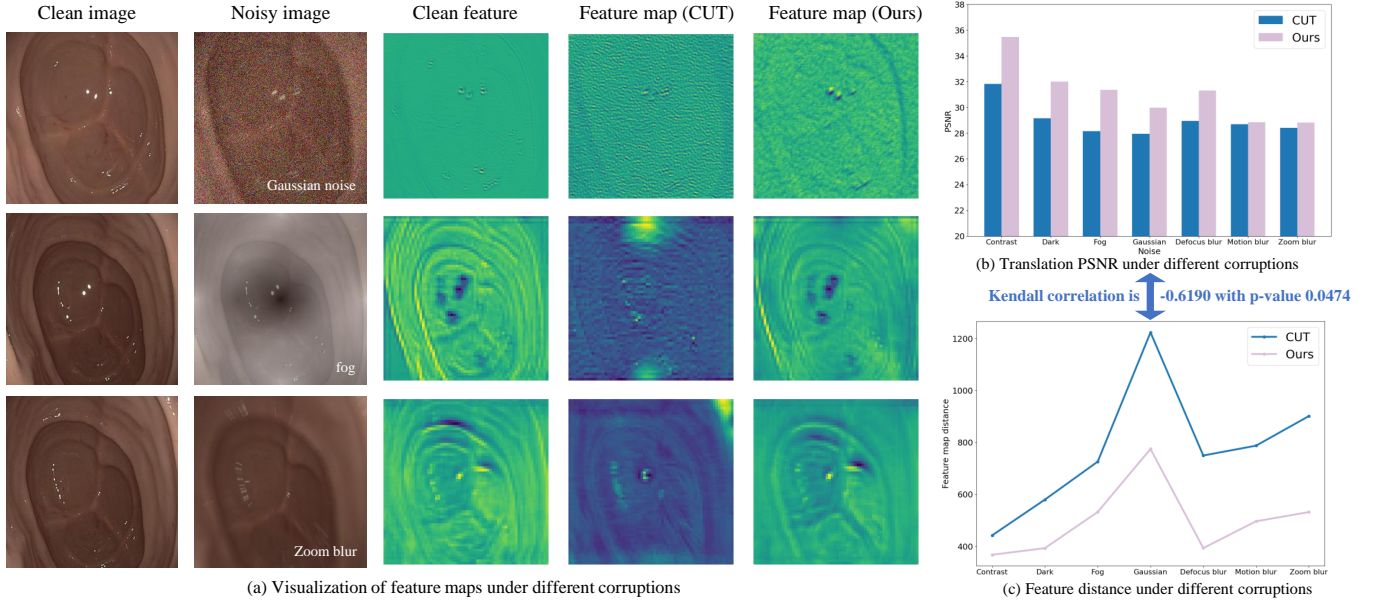 Clean image
Noisy image
Clean feature
Feature map (CUT)
Feature map (Ours)
Gaussian noise
fog
Zoom blur
(a) Visualization of feature maps under different corruptions
38
36
34
32
30
28
26
24
22
20
PSNR
CUT
Ours
Contrast
Dark
Fog
Gaussian
Noise
Defocus blur
Motion blur
Zoom blur
(b) Translation PSNR under different corruptions
Kendall correlation is -0.6190 with p-value 0.0474
1200
1000
800
600
400
Feature map distance
CUT
Ours
Contrast
Dark
Fog
Gaussian
Defocus blur
Motion blur
Zoom blur
(c) Feature distance under different corruptions